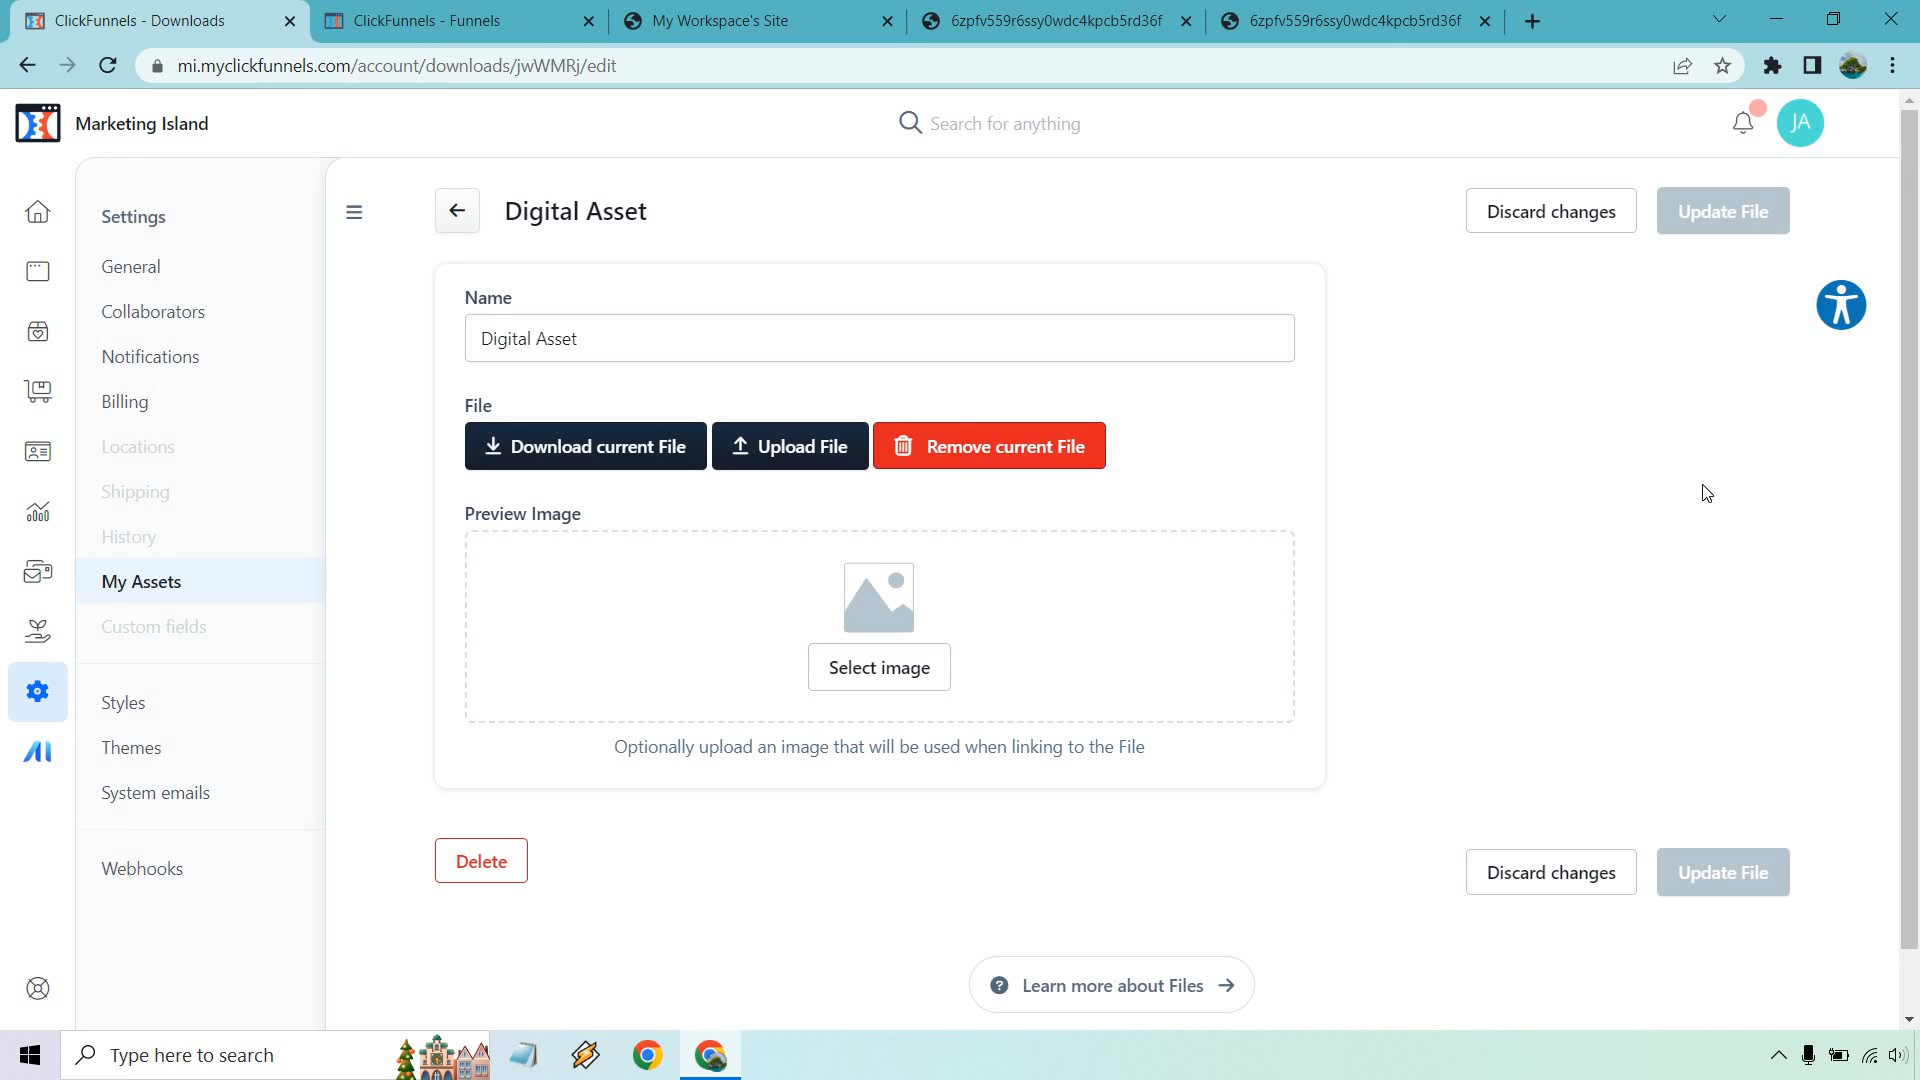 ClickFunnels - Downloads
ClickFunnels - Funnels
My Workspace's Site
6zpfv559r6ssy0wdc4kpcb5rd36f
6zpfv559r6ssy0wdc4kpcb5rd36f
mi.myclickfunnels.com/account/downloads/jwWMRj/edit
Marketing Island
Search for anything
JA
Settings
General
Collaborators
Notifications
Billing
Locations
Shipping
History
My Assets
Custom fields
Styles
Themes
System emails
Webhooks
Digital Asset
Discard changes
Update File
Name
Digital Asset
File
Download current File
Upload File
Remove current File
Preview Image
Select image
Optionally upload an image that will be used when linking to the File
Delete
Discard changes
Update File
Learn more about Files
Type here to search